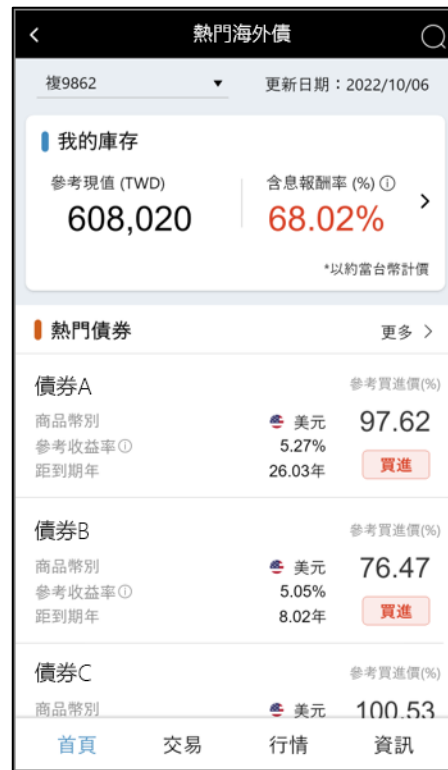 熱門海外債
複9862 更新日期：2022/10/06
我的庫存
參考現值 (TWD) 含息報酬率 (%)
608,020 68.02%
*以約當台幣計價
熱門債券 更多
債券A 參考買進價(%)
商品幣別 美元 97.62
參考收益率 5.27%
距到期年 26.03年 買進
債券B 參考買進價(%)
商品幣別 美元 76.47
參考收益率 5.05%
距到期年 8.02年 買進
債券C 參考買進價(%)
商品幣別 美元 100.53
首頁 交易 行情 資訊